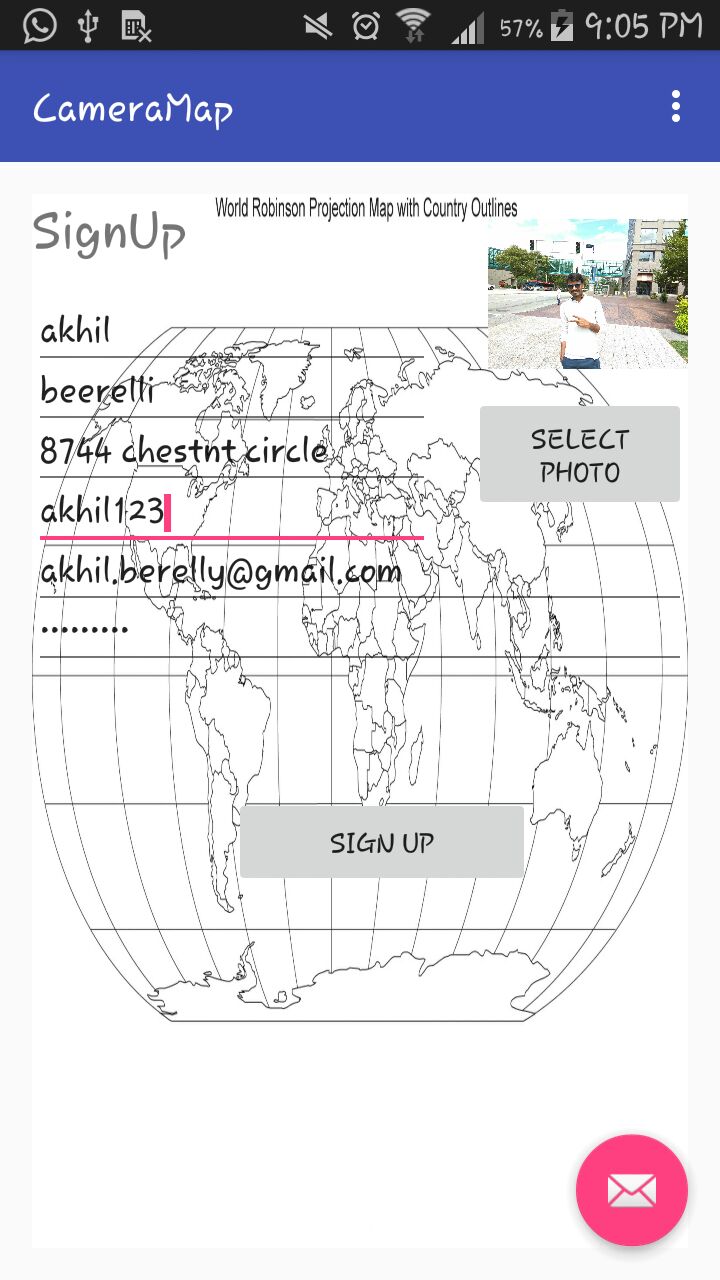 57% 9:05 PM
CameraMap
World Robinson Projection Map with Country Outlines
SignUp
akhil
beerelli
8744 chestnt circle
SELECT
PHOTO
akhil123
akhil.berelly@gmail.com
•••••••••
SIGN UP